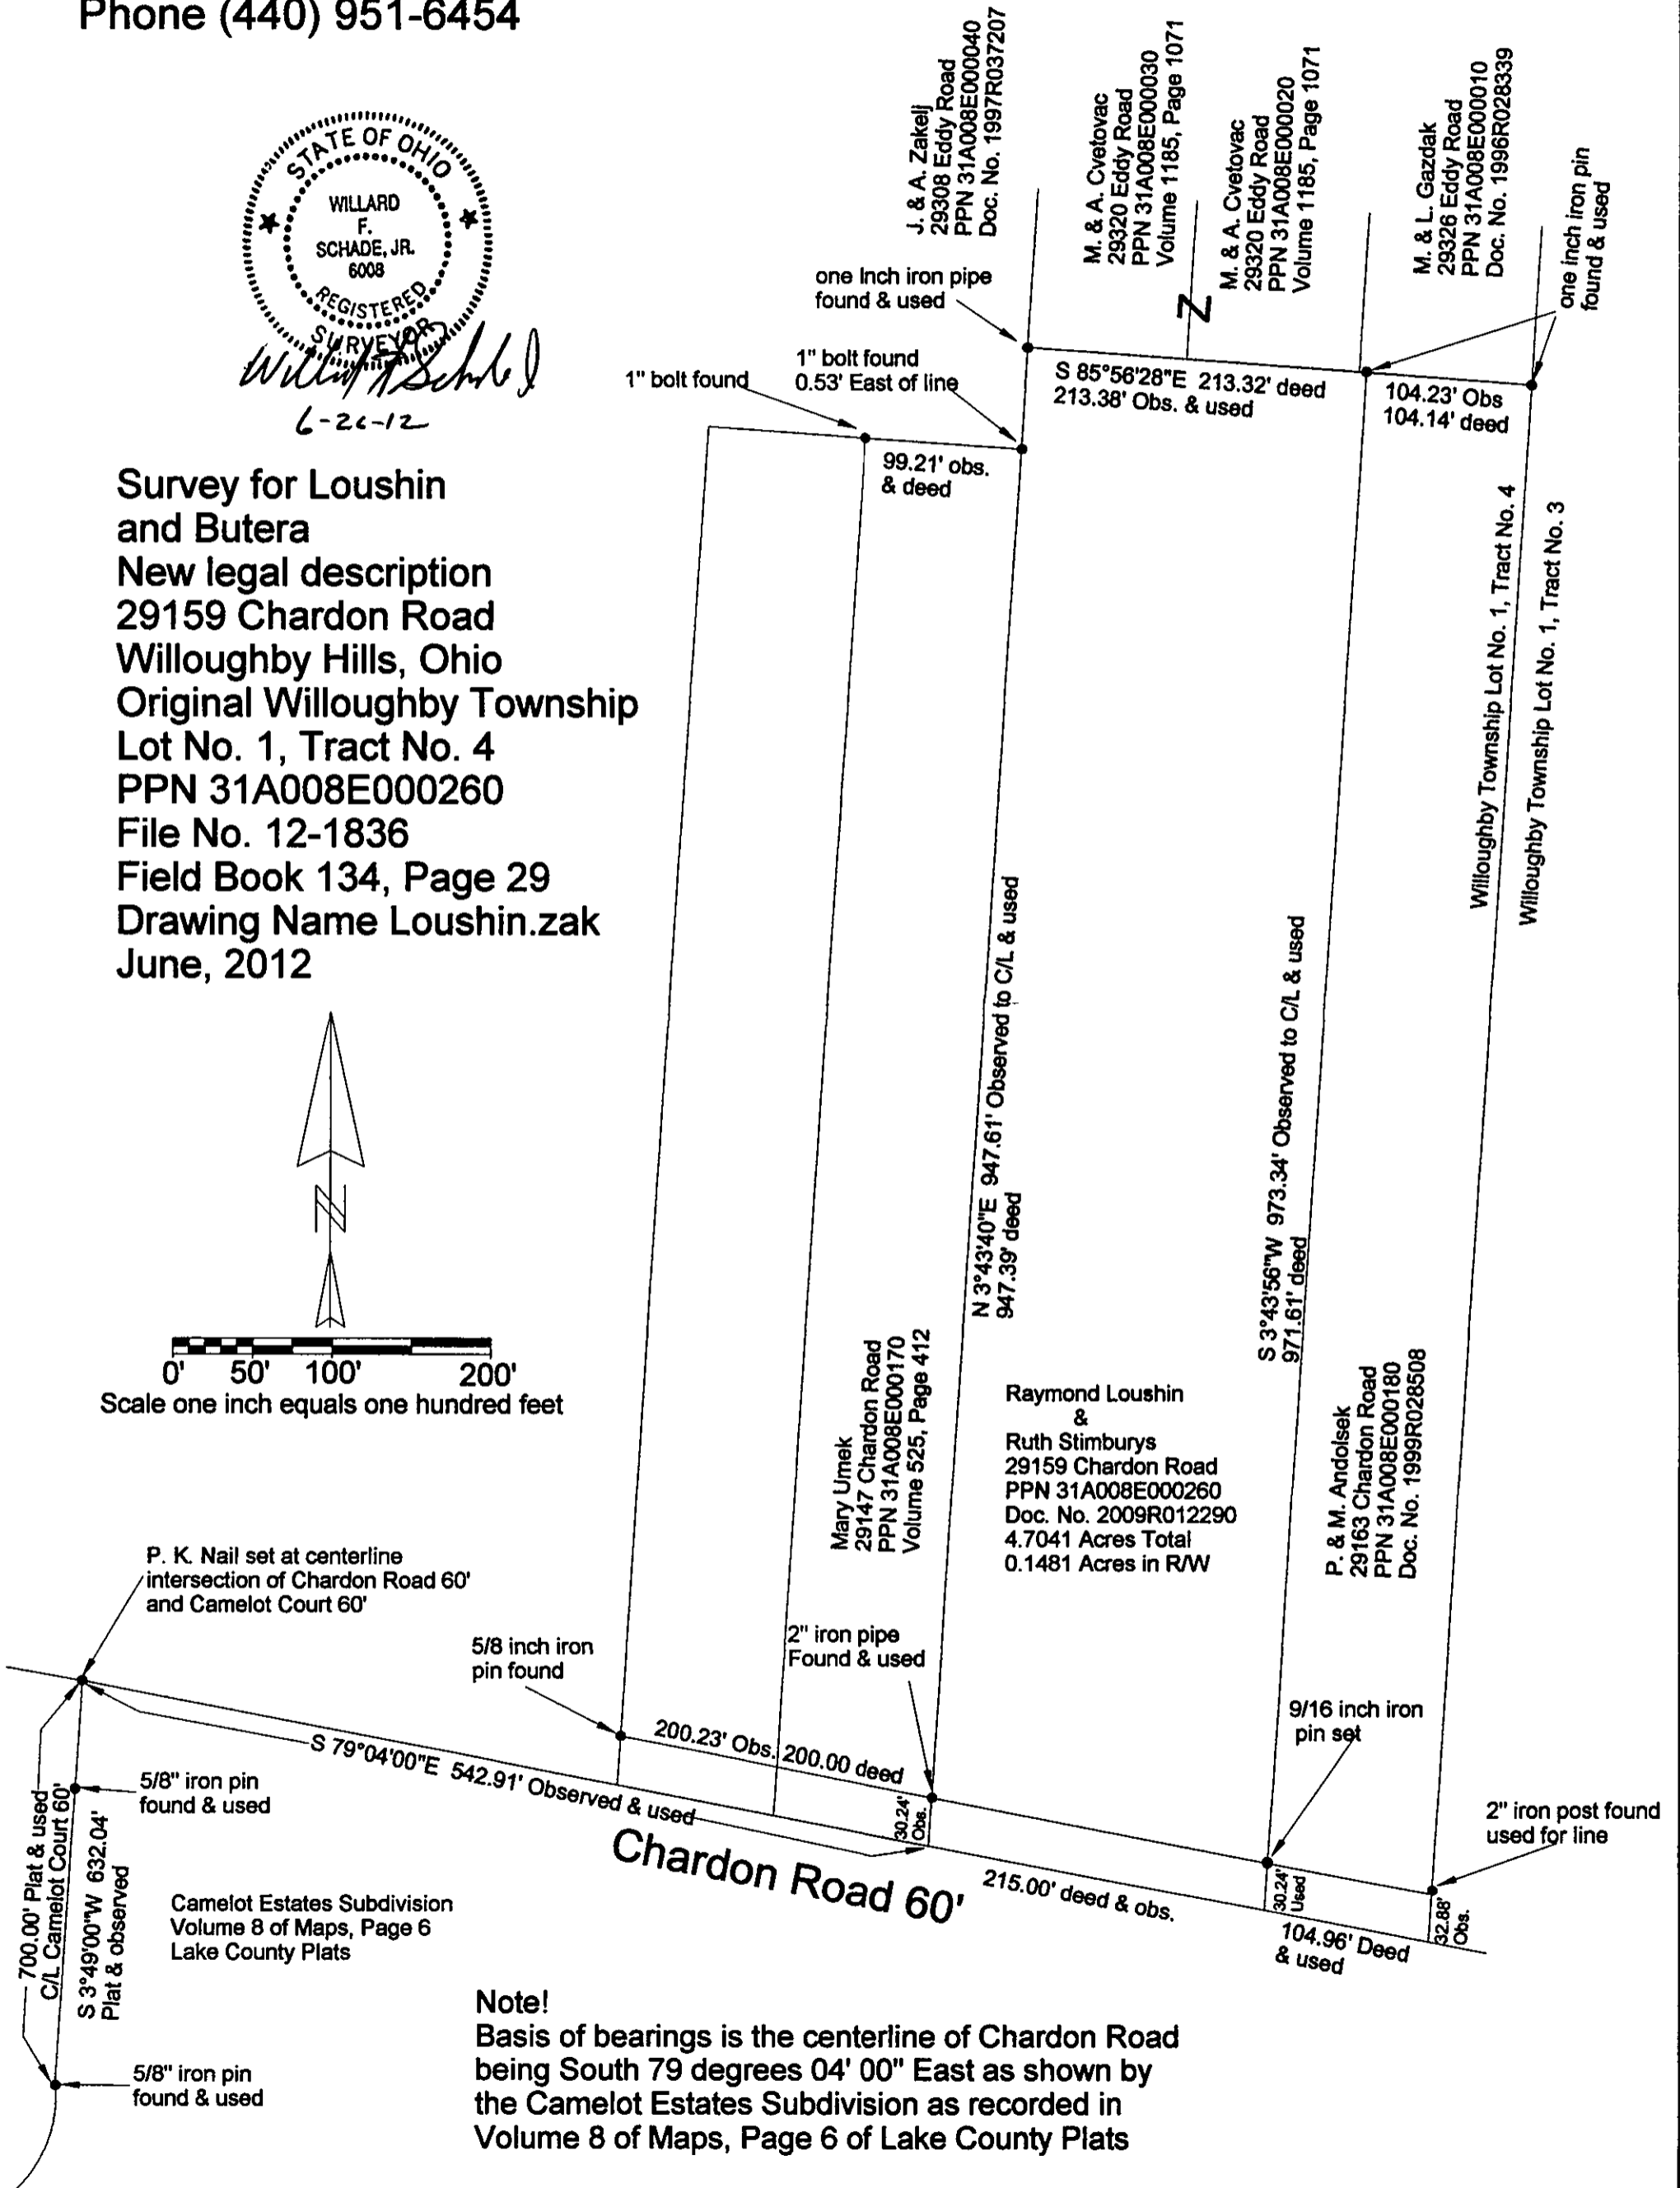 Phone (440) 951-6454
STATE OF OHIO
WILLARD
F.
SCHADE, JR.
6008
REGISTERED
SURVEYOR
6-26-12
Survey for Loushin
and Butera
New legal description
29159 Chardon Road
Willoughby Hills, Ohio
Original Willoughby Township
Lot No. 1, Tract No. 4
PPN 31A008E000260
File No. 12-1836
Field Book 134, Page 29
Drawing Name Loushin.zak
June, 2012
N
0' 50' 100' 200'
Scale one inch equals one hundred feet
J. & A. Zakelj
29308 Eddy Road
PPN 31A008E000040
Doc. No. 1997R037207
M. & A. Cvetovac
29320 Eddy Road
PPN 31A008E000030
Volume 1185, Page 1071
Z
M. & A. Cvetovac
29320 Eddy Road
PPN 31A008E000020
Volume 1185, Page 1071
M. & L. Gazdak
29326 Eddy Road
PPN 31A008E000010
Doc. No. 1996R028339
one inch iron pin
found & used
one Inch iron pipe
found & used
1" bolt found
1" bolt found
0.53' East of line
S 85°56'28"E 213.32' deed
213.38' Obs. & used
104.23' Obs
104.14' deed
99.21' obs.
& deed
Willoughby Township Lot No. 1, Tract No. 4
Willoughby Township Lot No. 1, Tract No. 3
N 3°43'40"E 947.61' Observed to C/L & used
947.39' deed
S 3°43'56"W 973.34' Observed to C/L & used
971.61' deed
Mary Umek
29147 Chardon Road
PPN 31A008E000170
Volume 525, Page 412
Raymond Loushin
&
Ruth Stimburys
29159 Chardon Road
PPN 31A008E000260
Doc. No. 2009R012290
4.7041 Acres Total
0.1481 Acres in R/W
P. & M. Andolsek
29163 Chardon Road
PPN 31A008E000180
Doc. No. 1999R028508
P. K. Nail set at centerline
intersection of Chardon Road 60'
and Camelot Court 60'
5/8 inch iron
pin found
2" iron pipe
Found & used
9/16 inch iron
pin set
2" iron post found
used for line
200.23' Obs. 200.00 deed
S 79°04'00"E 542.91' Observed & used
30.24'
Obs.
Chardon Road 60'
215.00' deed & obs.
30.24'
Used
104.96' Deed
& used
32.88'
Obs.
5/8" iron pin
found & used
700.00' Plat & used
C/L Camelot Court 60'
S 3°49'00"W 632.04'
Plat & observed
Camelot Estates Subdivision
Volume 8 of Maps, Page 6
Lake County Plats
5/8" iron pin
found & used
Note!
Basis of bearings is the centerline of Chardon Road
being South 79 degrees 04' 00" East as shown by
the Camelot Estates Subdivision as recorded in
Volume 8 of Maps, Page 6 of Lake County Plats